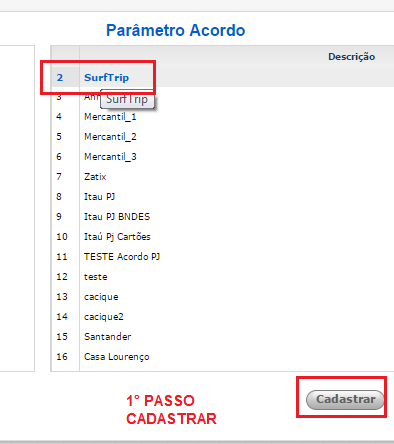 Parâmetro Acordo
Descrição
2 SurfTrip
3
SurfTrip
4 Mercantil_1
5 Mercantil_2
6 Mercantil_3
7 Zatix
8 Itau PJ
9 Itau PJ BNDES
10 Itaú Pj Cartões
11 TESTE Acordo PJ
12 teste
13 cacique
14 cacique2
15 Santander
16 Casa Lourenço
1° PASSO
CADASTRAR
Cadastrar